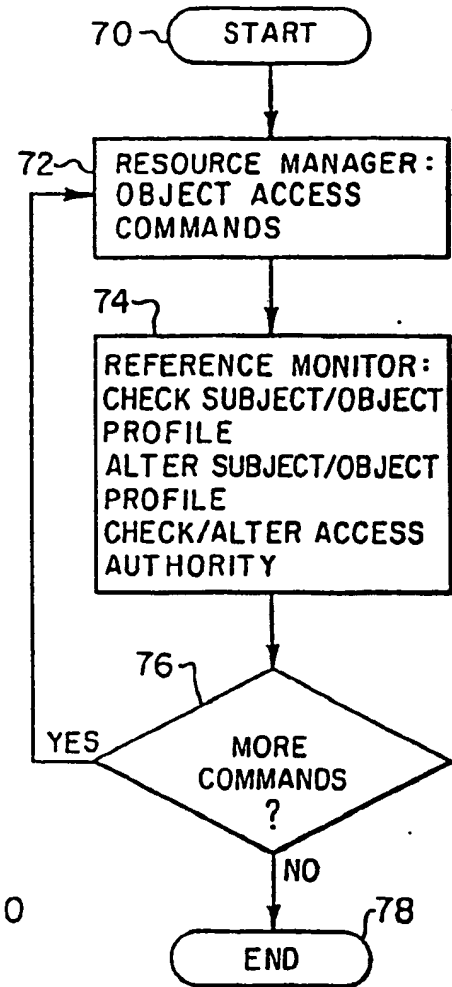 70
START
72
RESOURCE MANAGER:
OBJECT ACCESS
COMMANDS
74
REFERENCE MONITOR:
CHECK SUBJECT/OBJECT
PROFILE
ALTER SUBJECT/OBJECT
PROFILE
CHECK/ALTER ACCESS
AUTHORITY
76
YES
MORE
COMMANDS
?
NO
0
78
END